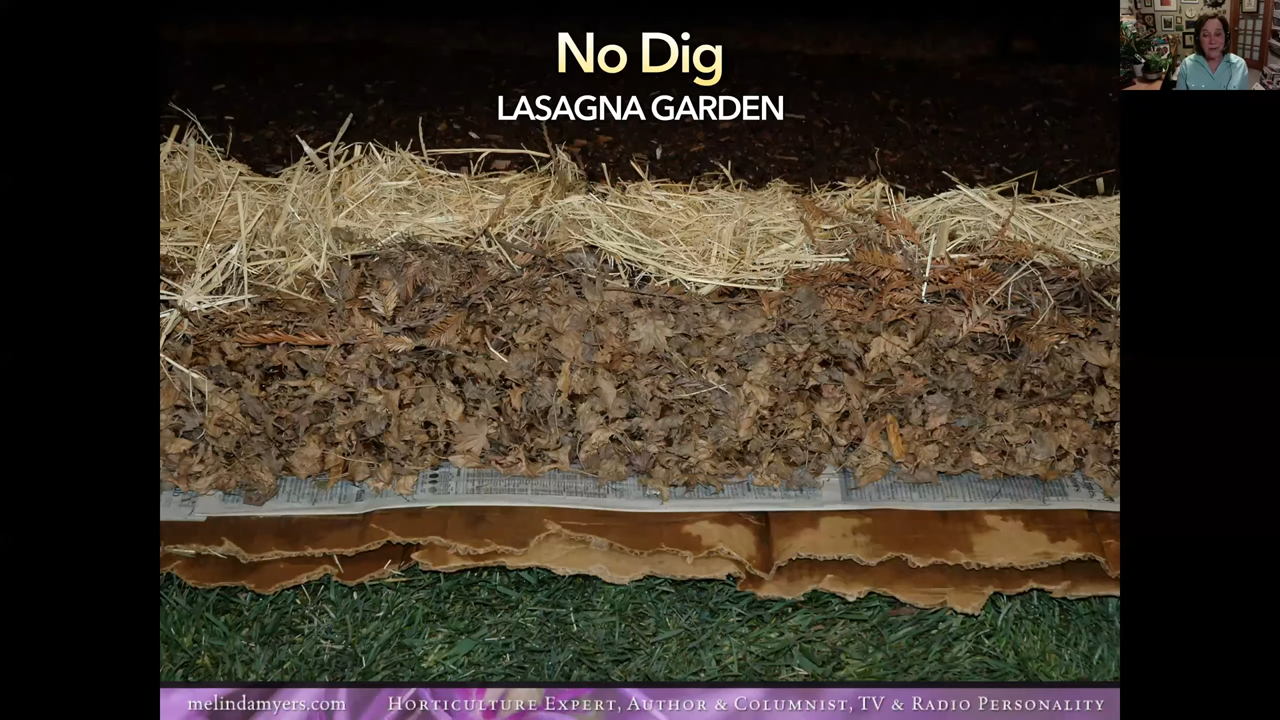 No Dig
LASAGNA GARDEN
melindamyers.com HORTICULTURE EXPERT, AUTHOR & COLUMNIST, TV & RADIO PERSONALITY